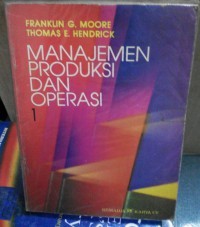 FRANKLIN G. MOORE
THOMAS E. HENDRICK
MANAJEMEN
PRODUKSI
DAN
OPERASI
1